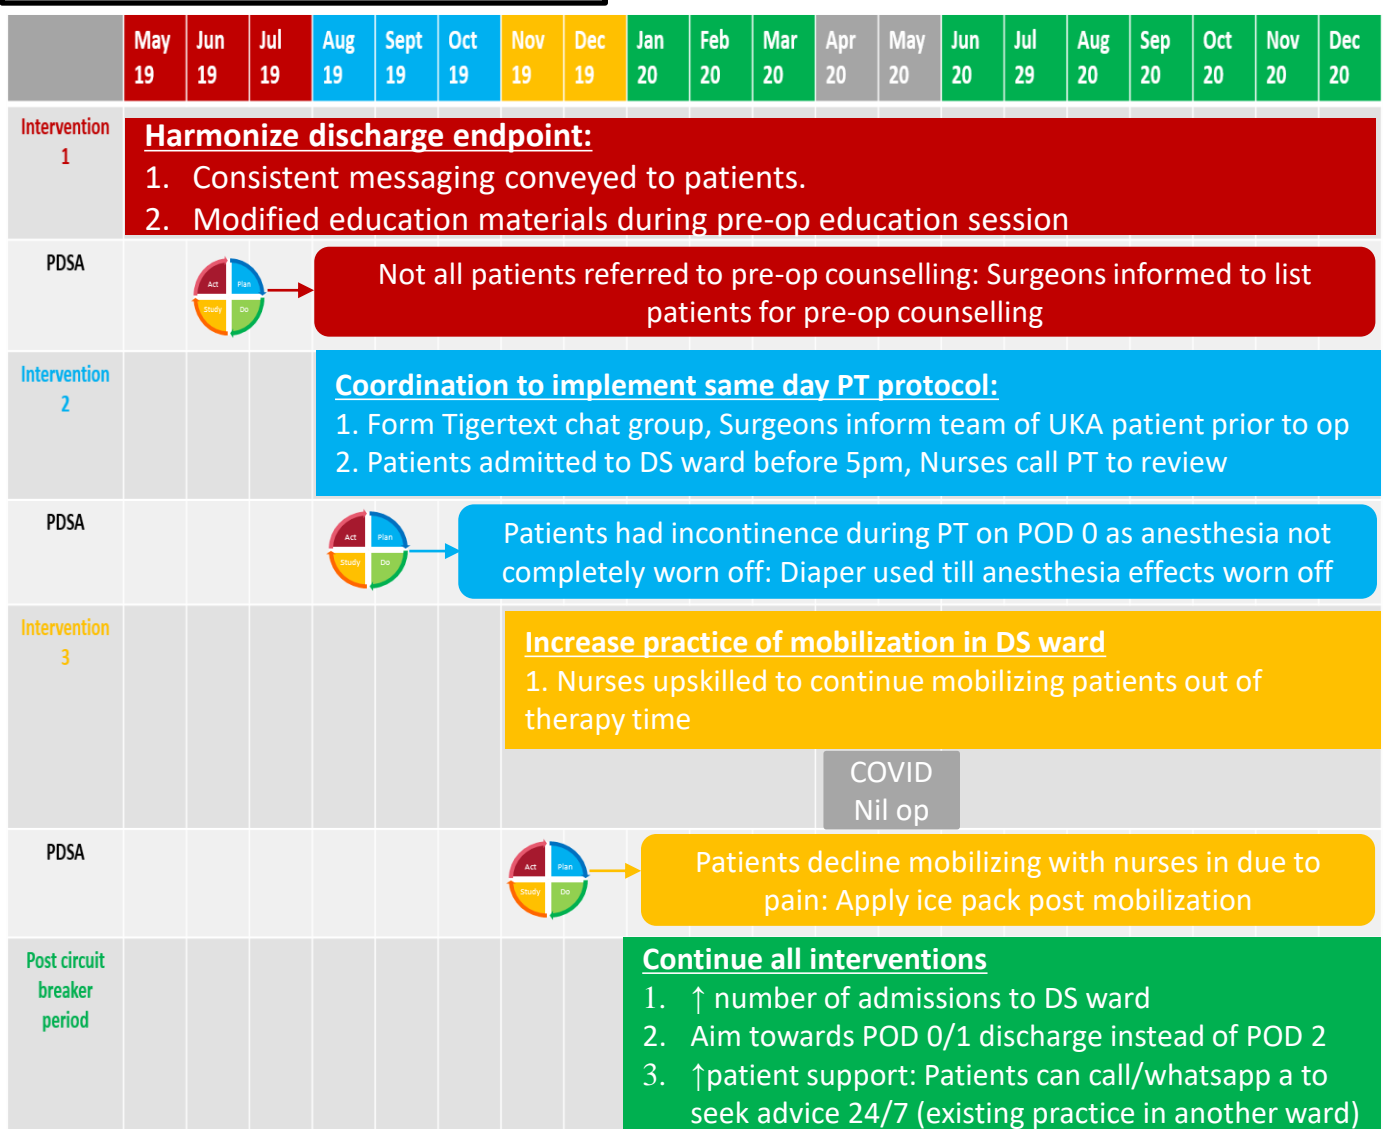 May Jun Jul Aug Sept Oct Nov Dec Jan Feb Mar Apr May Jun Jul Aug Sep Oct Nov Dec
19 19 19 19 19 19 19 19 20 20 20 20 20 20 29 20 20 20 20 20
Intervention
1
Harmonize discharge endpoint:
1. Consistent messaging conveyed to patients.
2. Modified education materials during pre-op education session
PDSA
Act Plan
Study Do
Not all patients referred to pre-op counselling: Surgeons informed to list
patients for pre-op counselling
Intervention
2
Coordination to implement same day PT protocol:
1. Form Tigertext chat group, Surgeons inform team of UKA patient prior to op
2. Patients admitted to DS ward before 5pm, Nurses call PT to review
PDSA
Act Plan
Study Do
Patients had incontinence during PT on POD 0 as anesthesia not
completely worn off: Diaper used till anesthesia effects worn off
Intervention
3
Increase practice of mobilization in DS ward
1. Nurses upskilled to continue mobilizing patients out of
therapy time
COVID
Nil op
PDSA
Act Plan
Study Do
Patients decline mobilizing with nurses in due to
pain: Apply ice pack post mobilization
Post circuit
breaker
period
Continue all interventions
1. ↑ number of admissions to DS ward
2. Aim towards POD 0/1 discharge instead of POD 2
3. ↑patient support: Patients can call/whatsapp a to
seek advice 24/7 (existing practice in another ward)